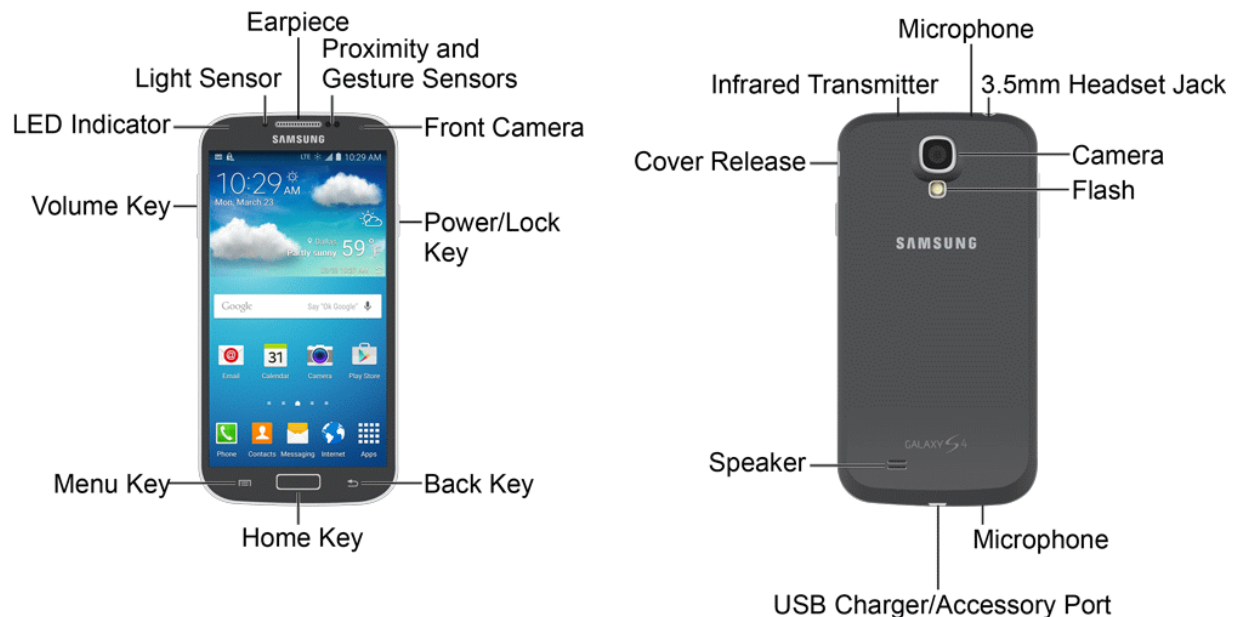 Earpiece
Proximity and
Gesture Sensors
Light Sensor
LED Indicator
Front Camera
SAMSUNG
LTE 10:29 AM
10:29 AM
Mon, March 23
Volume Key
Power/Lock
Key
Dallas
Partly sunny 59°F
Google Say "Ok Google"
31
Email Calendar Camera Play Store
Phone Contacts Messaging Internet Apps
Menu Key
Back Key
Home Key
Microphone
Infrared Transmitter
3.5mm Headset Jack
Cover Release
Camera
Flash
SAMSUNG
GALAXY S4
Speaker
Microphone
USB Charger/Accessory Port